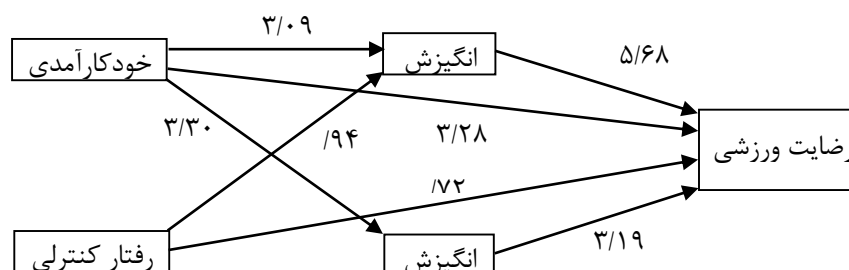 ۳/۰۹
انگیزش
۵/۶۸
خودکارآمدی
۳/۳۰
/۹۴
۳/۲۸
رضایت ورزشی
/۷۲
رفتار کنترلی
انگیزش
۳/۱۹